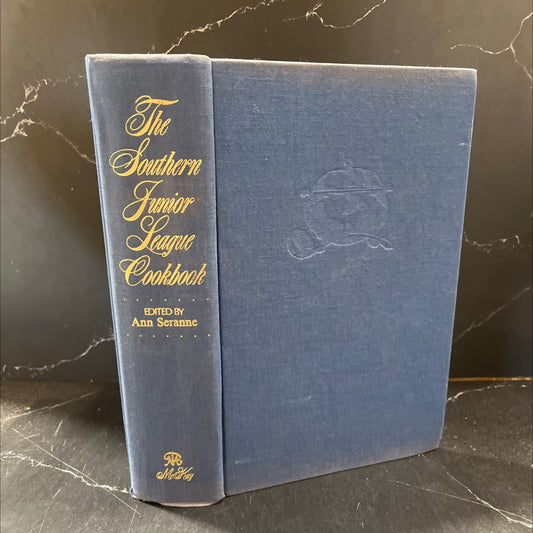 The
Southern
Junior
League
Cookbook
EDITED BY
Ann Seranne
McKay